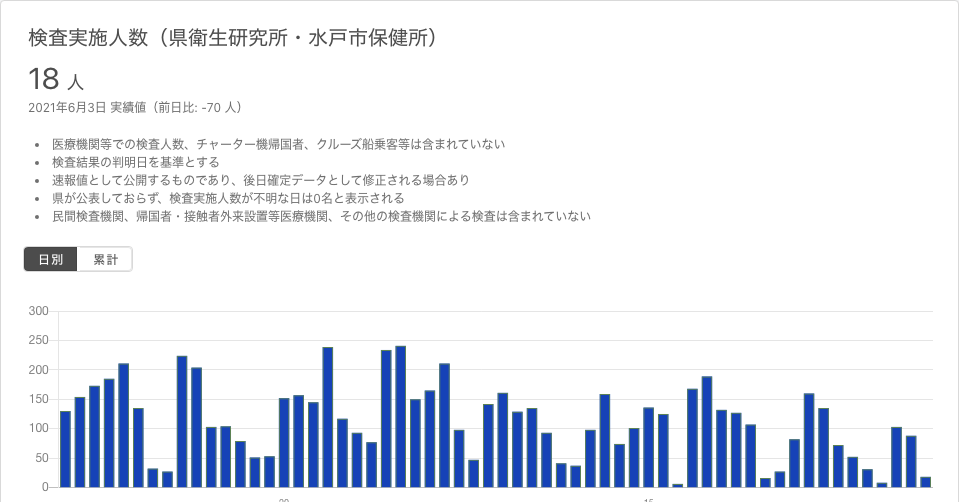 検査実施人数（県衛生研究所・水戸市保健所）
18 人
2021年6月3日 実績値（前日比: -70 人）
• 医療機関等での検査人数、チャーター機帰国者、クルーズ船乗客等は含まれていない
• 検査結果の判明日を基準とする
• 速報値として公開するものであり、後日確定データとして修正される場合あり
• 県が公表しておらず、検査実施人数が不明な日は0名と表示される
• 民間検査機関、帰国者・接触者外来設置等医療機関、その他の検査機関による検査は含まれていない
日別 累計
300
250
200
150
100
50
0